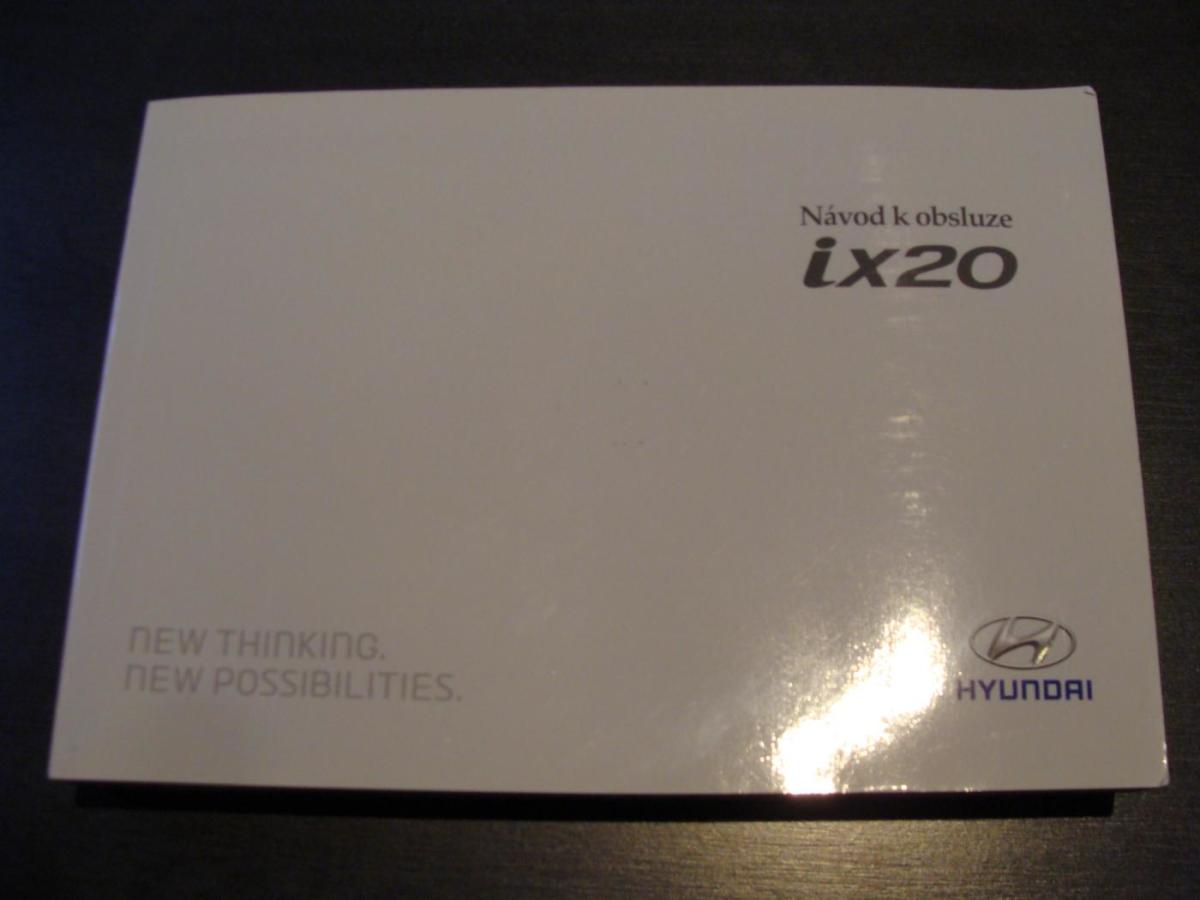 Návod k obsluze
ix20
NEW THINKING.
NEW POSSIBILITIES.
HYUNDAI